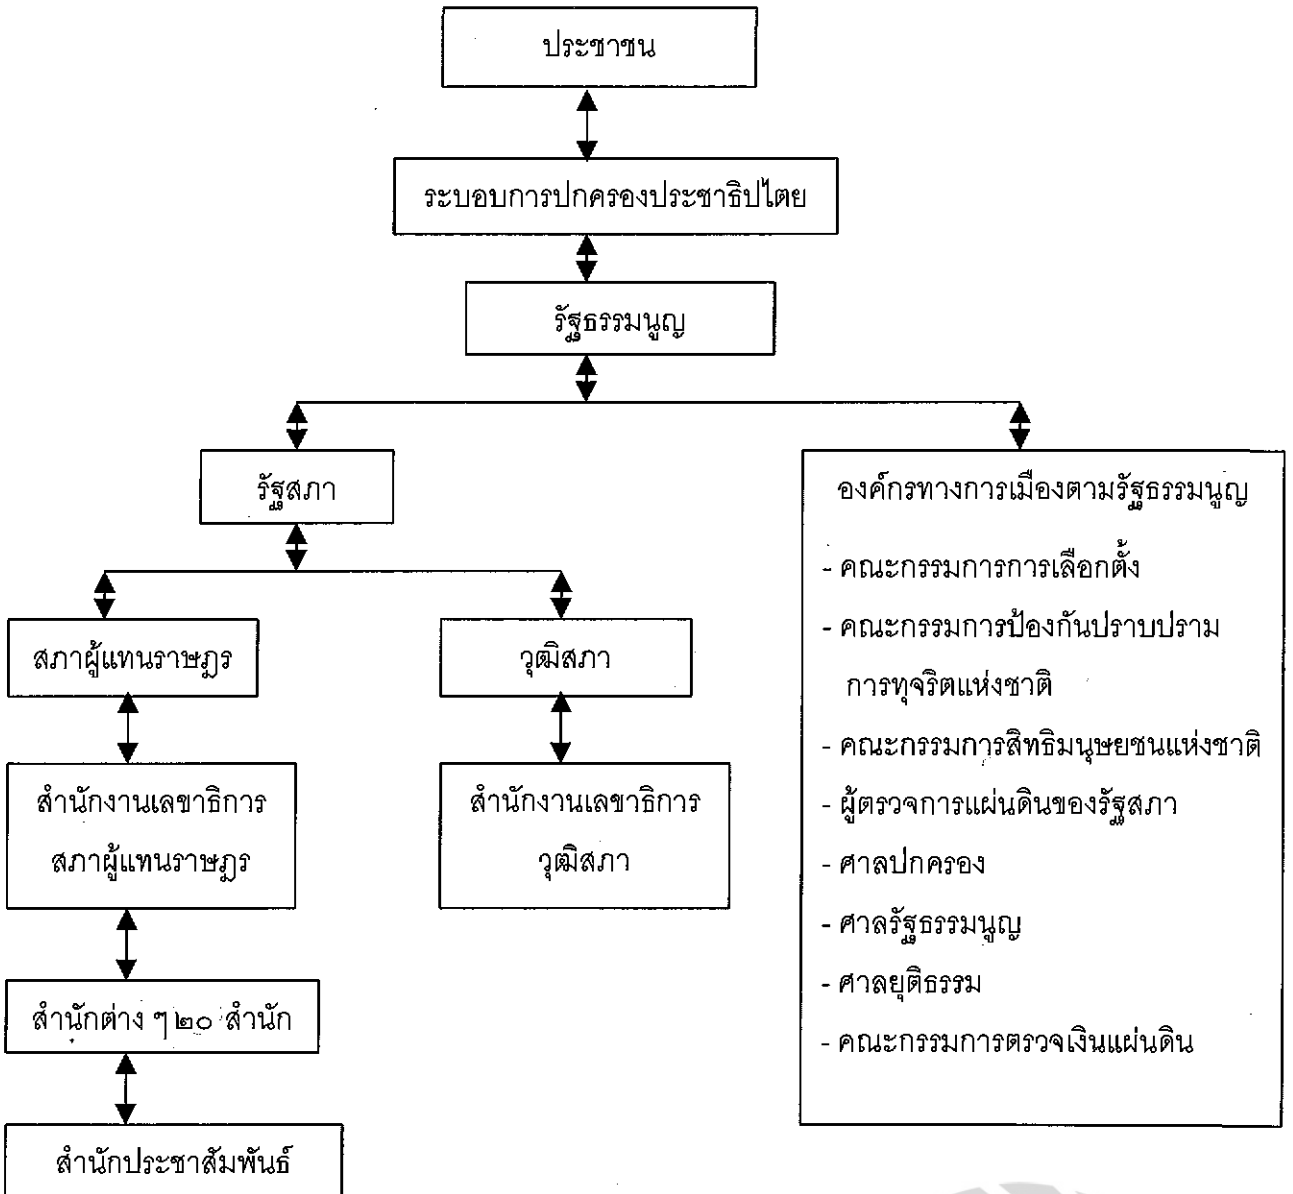 ประชาชน
ระบอบการปกครองประชาธิปไตย
รัฐธรรมนูญ
รัฐสภา
สภาผู้แทนราษฎร
วุฒิสภา
สำนักงานเลขาธิการ
สภาผู้แทนราษฎร
สำนักงานเลขาธิการ
วุฒิสภา
สำนักต่าง ๆ ๒๐ สำนัก
สำนักประชาสัมพันธ์
องค์กรทางการเมืองตามรัฐธรรมนูญ
- คณะกรรมการการเลือกตั้ง
- คณะกรรมการป้องกันปราบปราม
การทุจริตแห่งชาติ
- คณะกรรมการสิทธิมนุษยชนแห่งชาติ
- ผู้ตรวจการแผ่นดินของรัฐสภา
- ศาลปกครอง
- ศาลรัฐธรรมนูญ
- ศาลยุติธรรม
- คณะกรรมการตรวจเงินแผ่นดิน